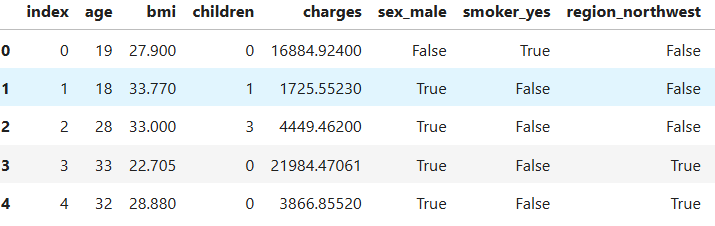 index age bmi children charges sex_male smoker_yes region_northwest
0 0 19 27.900 0 16884.92400 False True False
1 1 18 33.770 1 1725.55230 True False False
2 2 28 33.000 3 4449.46200 True False False
3 3 33 22.705 0 21984.47061 True False True
4 4 32 28.880 0 3866.85520 True False True